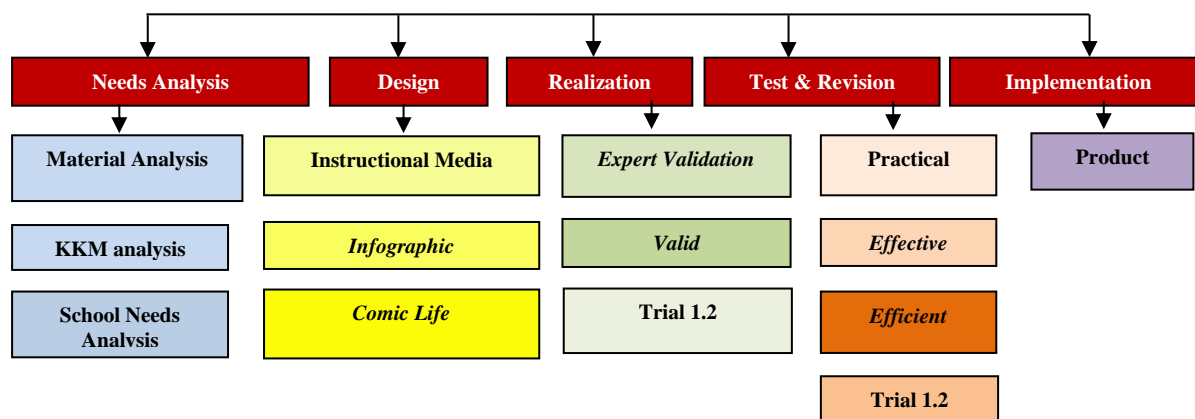 Needs Analysis
Design
Realization
Test & Revision
Implementation
Material Analysis
Instructional Media
Expert Validation
Practical
Product
KKM analysis
Infographic
Valid
Effective
School Needs
Analysis
Comic Life
Trial 1.2
Efficient
Trial 1.2